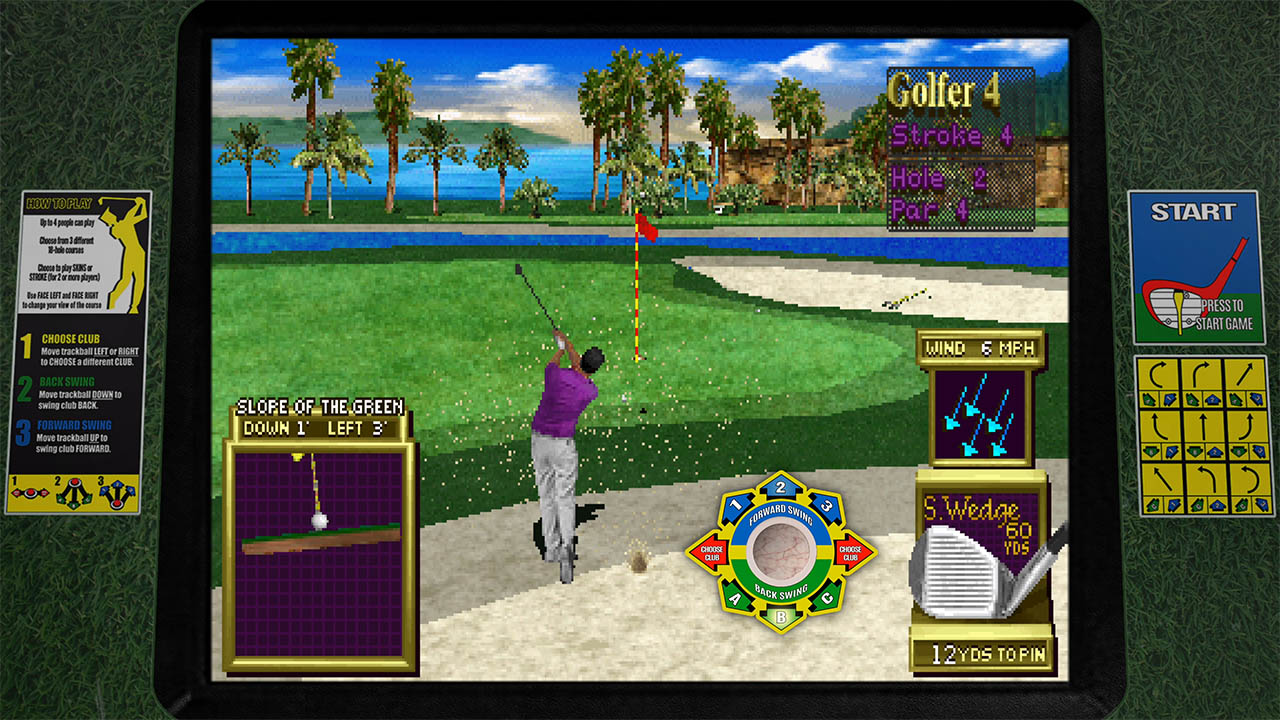 HOW TO PLAY
Up to 4 people can play
Choose from 3 different
18-hole courses
Choose to play SKINS or
STROKE (for 2 or more players)
Use FACE LEFT and FACE RIGHT
to change your view of the course
1 CHOOSE CLUB
Move trackball LEFT or RIGHT
to CHOOSE a different CLUB.
2 BACK SWING
Move trackball DOWN to
swing club BACK.
3 FORWARD SWING
Move trackball UP to
swing club FORWARD.
1 2 3
Golfer 4
Stroke 4
Hole 2
Par 4
SLOPE OF THE GREEN
DOWN 1' LEFT 3'
1 2 3
FORWARD SWING
CHOOSE
CLUB
CHOOSE
CLUB
BACK SWING
A B C
WIND 6 MPH
S.Wedge
60
YDS
12YDS TO PIN
START
PRESS TO
START GAME